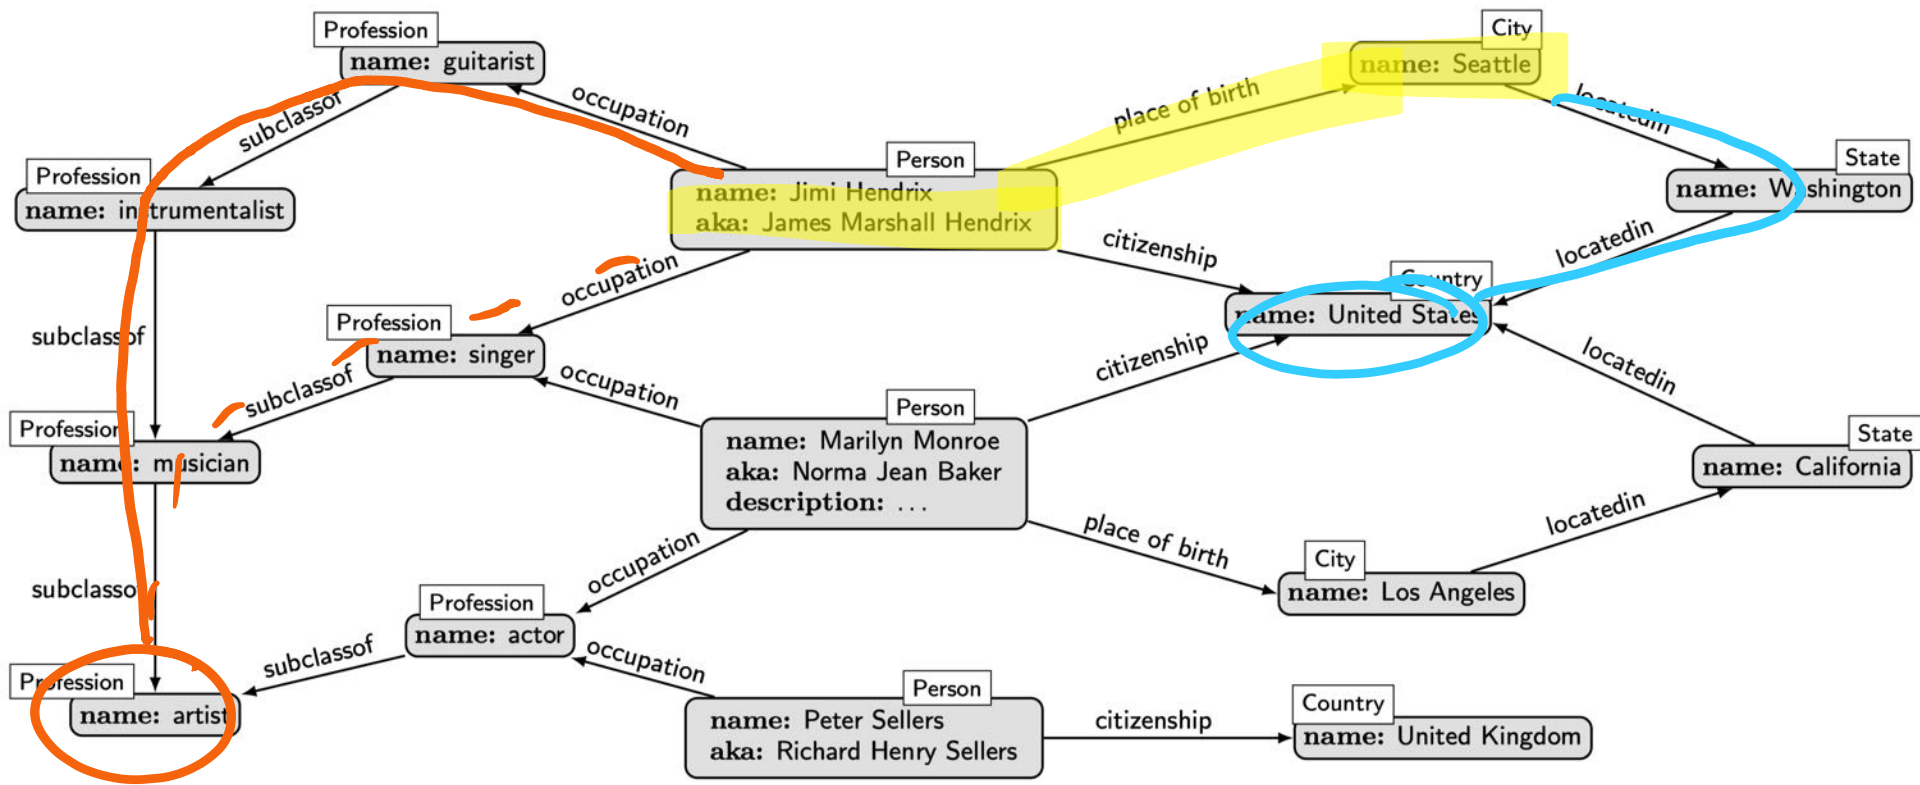 Profession
City
name: guitarist
name: Seattle
occupation
place of birth
locatedin
subclassof
Person
State
Profession
name: Jimi Hendrix
name: Washington
name: instrumentalist
aka: James Marshall Hendrix
citizenship
locatedin
occupation
Country
Profession
name: United States
subclassof
name: singer
citizenship
locatedin
subclassof
occupation
Person
Profession
name: Marilyn Monroe
State
name: musician
aka: Norma Jean Baker
name: California
description: ...
place of birth
locatedin
occupation
City
subclassof
Profession
name: Los Angeles
name: actor
subclassof
occupation
Profession
Person
Country
name: artist
name: Peter Sellers
citizenship
name: United Kingdom
aka: Richard Henry Sellers